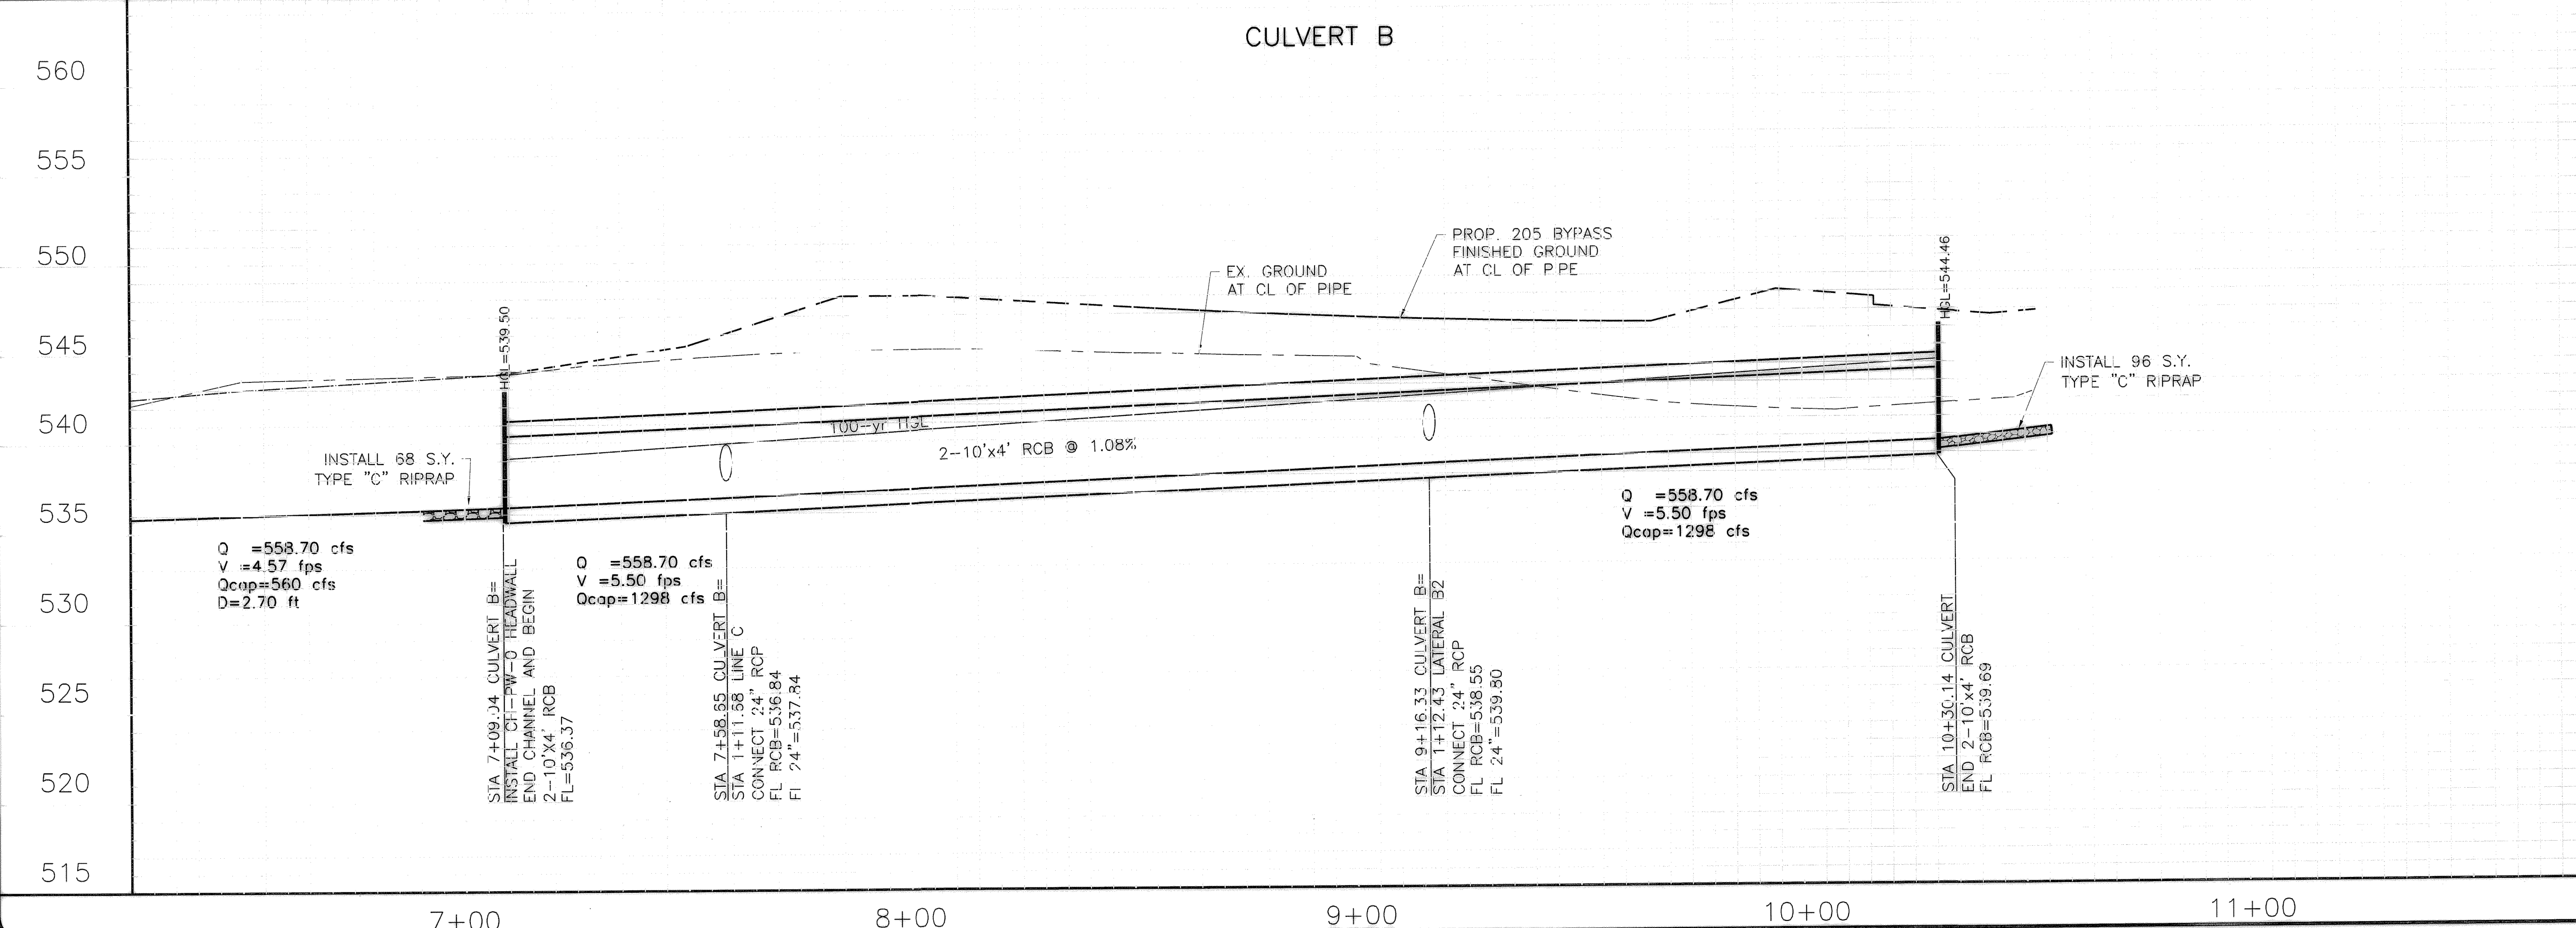 CULVERT B
560
555
550
545
540
535
530
525
520
515
HGL=539.50
EX. GROUND
AT CL OF PIPE
PROP. 205 BYPASS
FINISHED GROUND
AT CL OF PIPE
HGL=544.46
INSTALL 96 S.Y.
TYPE "C" RIPRAP
INSTALL 68 S.Y.
TYPE "C" RIPRAP
100-yr HGL
2-10'x4' RCB @ 1.08%
Q =558.70 cfs
V =4.57 fps
Qcap=560 cfs
D=2.70 ft
Q =558.70 cfs
V =5.50 fps
Qcap=1298 cfs
Q =558.70 cfs
V =5.50 fps
Qcap=1298 cfs
STA 7+09.04 CULVERT B=
INSTALL CH-PW-0 HEADWALL
END CHANNEL AND BEGIN
2-10'X4' RCB
FL=536.37
STA 7+58.65 CULVERT B=
STA 1+11.58 LINE C
CONNECT 24" RCP
FL RCB=536.84
FL 24"=537.84
STA 9+16.33 CULVERT B=
STA 1+12.43 LATERAL B2
CONNECT 24" RCP
FL RCB=538.55
FL 24"=539.80
STA 10+30.14 CULVERT
END 2-10'x4' RCB
FL RCB=539.69
7+00
8+00
9+00
10+00
11+00